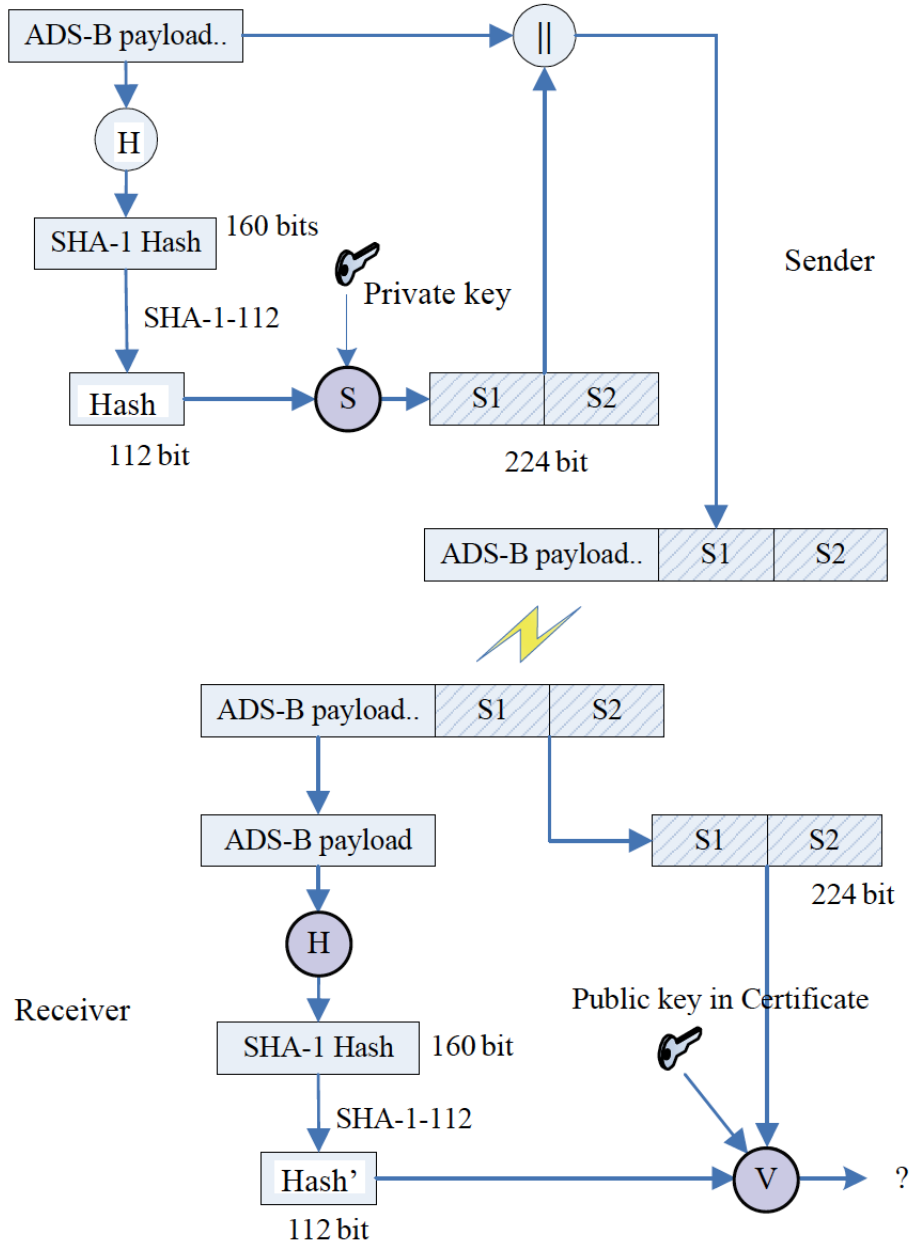 ADS-B payload..
||
H
SHA-1 Hash
160 bits
Sender
Private key
SHA-1-112
Hash
S
S1
S2
112 bit
224 bit
ADS-B payload..
S1
S2
ADS-B payload..
S1
S2
ADS-B payload
S1
S2
224 bit
H
Receiver
Public key in Certificate
SHA-1 Hash
160 bit
SHA-1-112
Hash’
V
?
112 bit